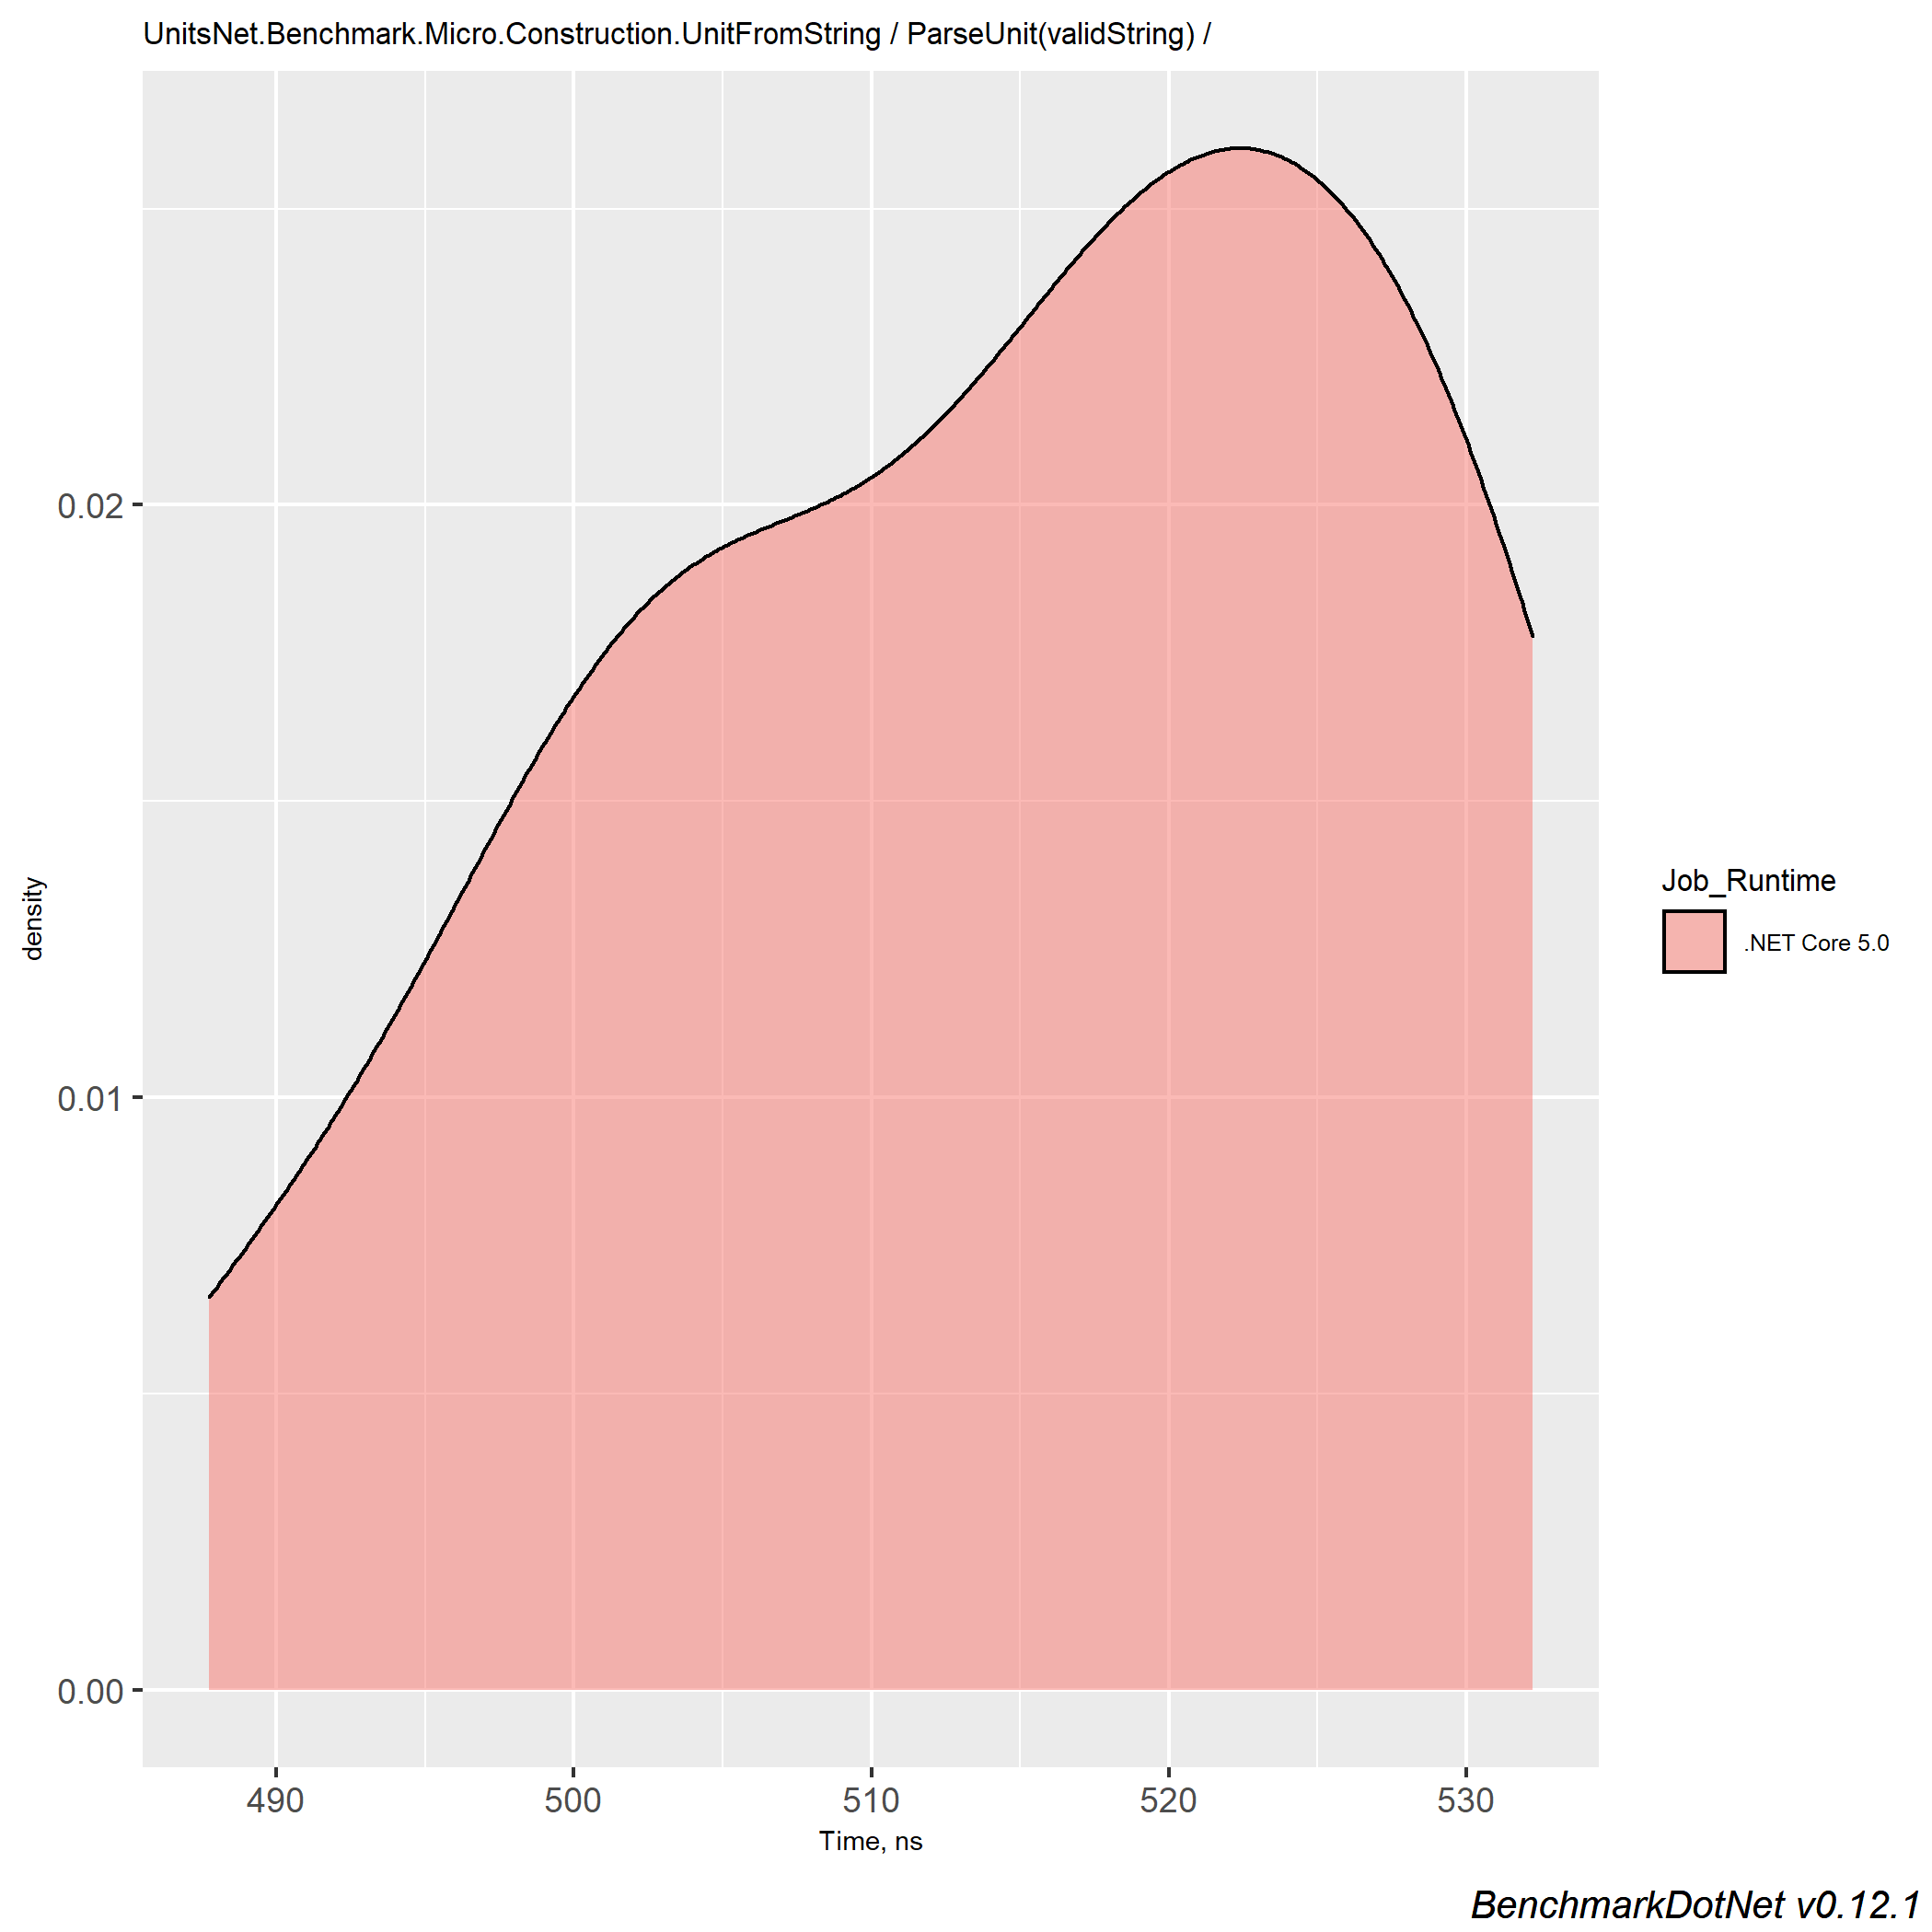 UnitsNet.Benchmark.Micro.Construction.UnitFromString / ParseUnit(validString) /
density
0.02
0.01
0.00
490 500 510 520 530
Time, ns
Job_Runtime
.NET Core 5.0
BenchmarkDotNet v0.12.1